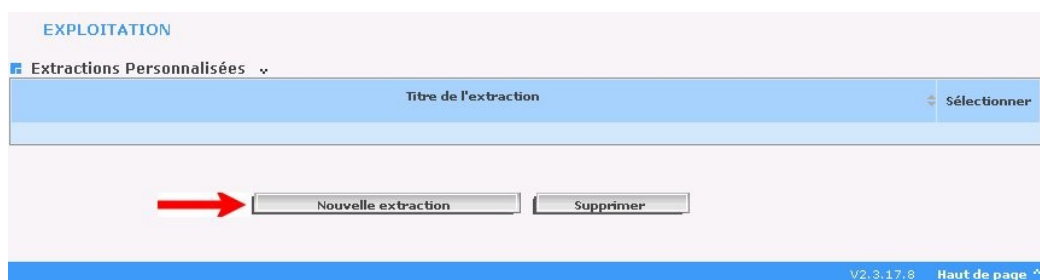 EXPLOITATION
Extractions Personnalisées
Titre de l'extraction Sélectionner
Nouvelle extraction Supprimer
V2.3.17.8 Haut de page ^